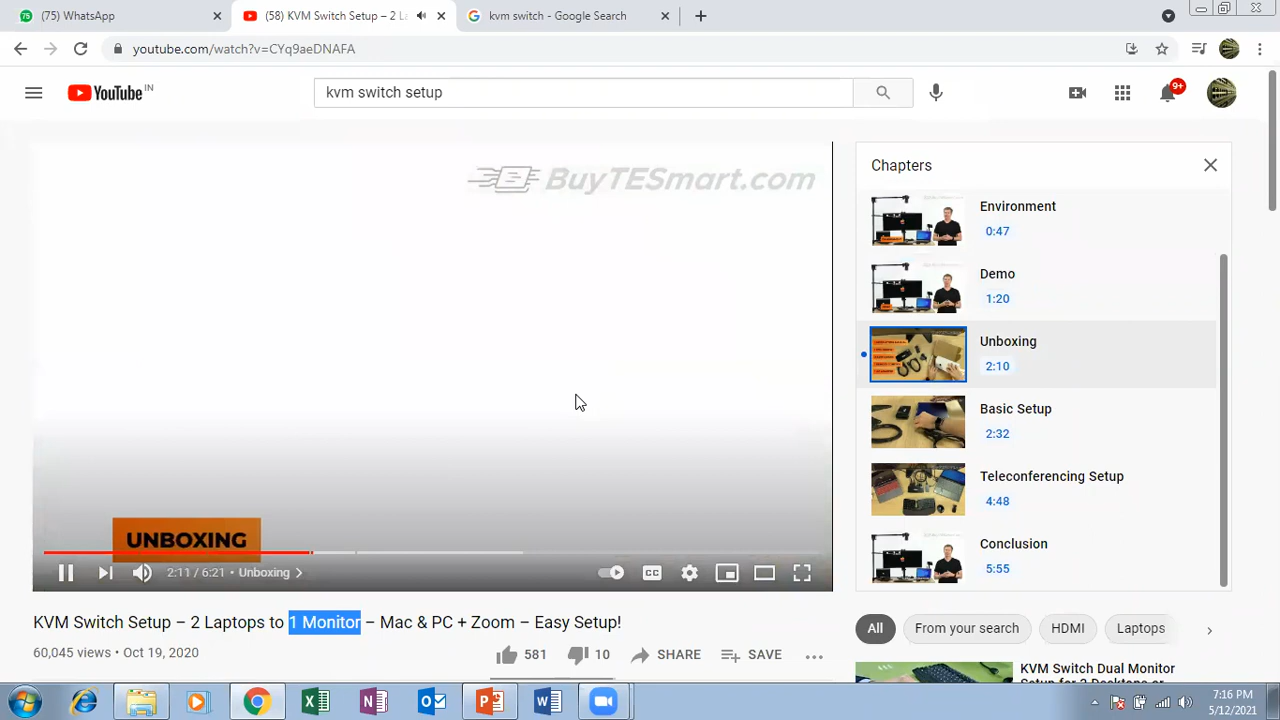 75
(75) WhatsApp
(58) KVM Switch Setup – 2 La
kvm switch - Google Search
youtube.com/watch?v=CYq9aeDNAFA
YouTube IN
kvm switch setup
9+
BuyTESmart.com
UNBOXING
2:11 / 6:21 • Unboxing
CC
Chapters
Environment
0:47
Demo
1:20
Unboxing
2:10
Basic Setup
2:32
Teleconferencing Setup
4:48
Conclusion
5:55
KVM Switch Setup – 2 Laptops to 1 Monitor – Mac & PC + Zoom – Easy Setup!
60,045 views • Oct 19, 2020
581
10
SHARE
SAVE
All
From your search
HDMI
Laptops
KVM Switch Dual Monitor
Setup for 2 Desktops or
7:16 PM
5/12/2021